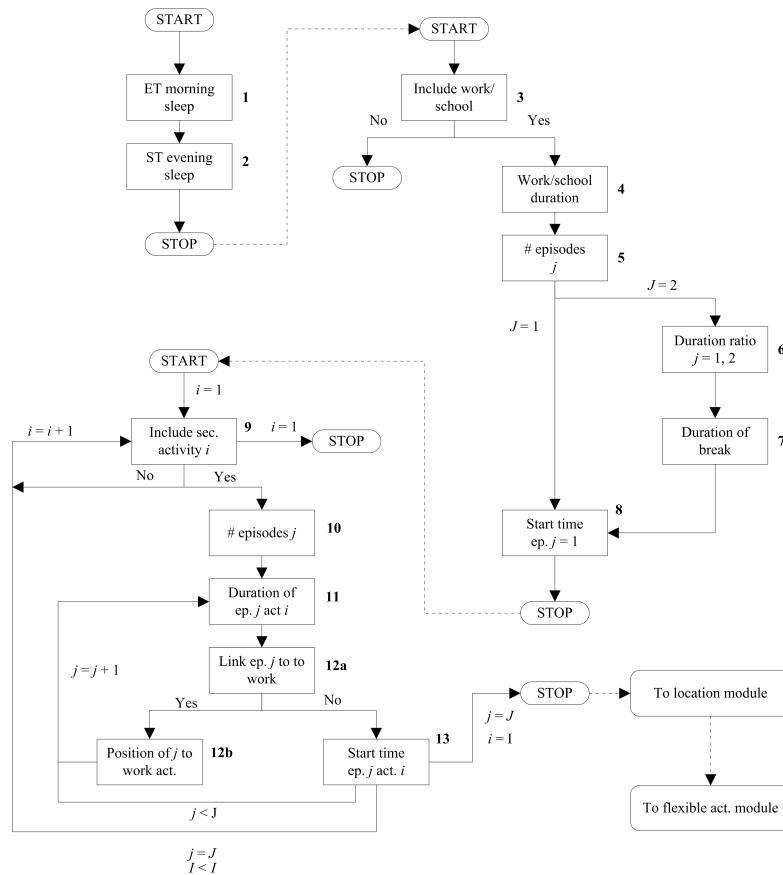 START
ET morning
sleep
1
ST evening
sleep
2
STOP
START
Include work/
school
3
No
Yes
STOP
Work/school
duration
4
# episodes
j
5
J = 2
J = 1
Duration ratio
j = 1, 2
6
Duration of
break
7
8
Start time
ep. j = 1
STOP
START
i = 1
i = i + 1
Include sec.
activity i
9
i = 1
STOP
No
Yes
# episodes j
10
Duration of
ep. j act i
11
j = j + 1
Link ep. j to to
work
12a
Yes
No
Position of j to
work act.
12b
Start time
ep. j act. i
13
j = J
i = I
STOP
To location module
To flexible act. module
j < J
j = J
I < I